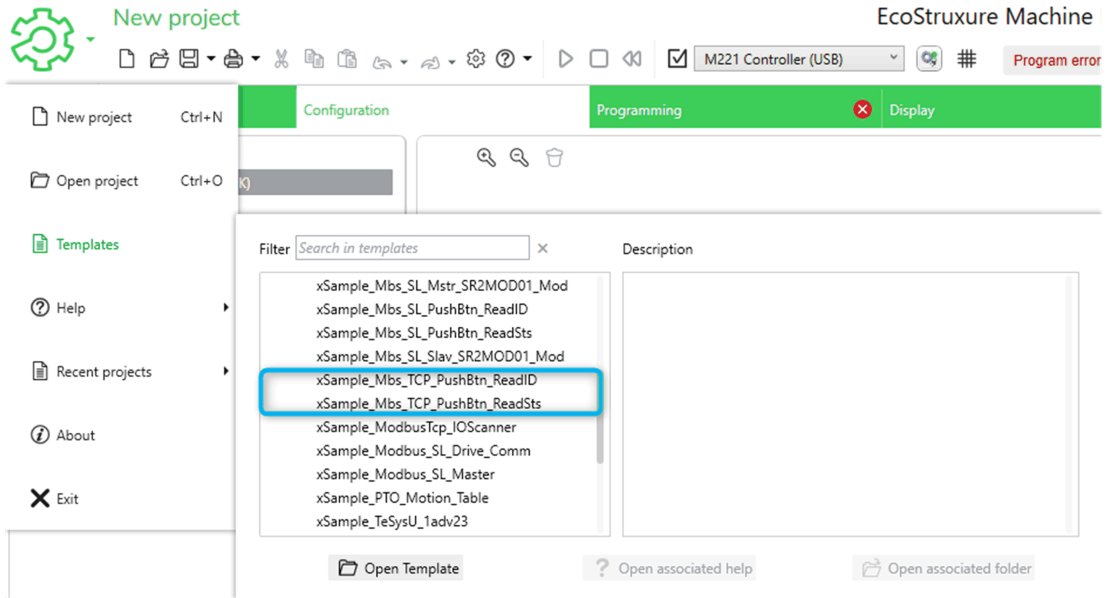 New project
EcoStruxure Machine
M221 Controller (USB)
Program error
New project Ctrl+N
Configuration
Programming
Display
Open project Ctrl+O
K)
Templates
Filter
Search in templates
Description
xSample_Mbs_SL_Mstr_SR2MOD01_Mod
xSample_Mbs_SL_PushBtn_ReadID
xSample_Mbs_SL_PushBtn_ReadSts
xSample_Mbs_SL_Slav_SR2MOD01_Mod
xSample_Mbs_TCP_PushBtn_ReadID
xSample_Mbs_TCP_PushBtn_ReadSts
xSample_ModbusTcp_IOScanner
xSample_Modbus_SL_Drive_Comm
xSample_Modbus_SL_Master
xSample_PTO_Motion_Table
xSample_TeSysU_1adv23
Help
Recent projects
About
Exit
Open Template
Open associated help
Open associated folder